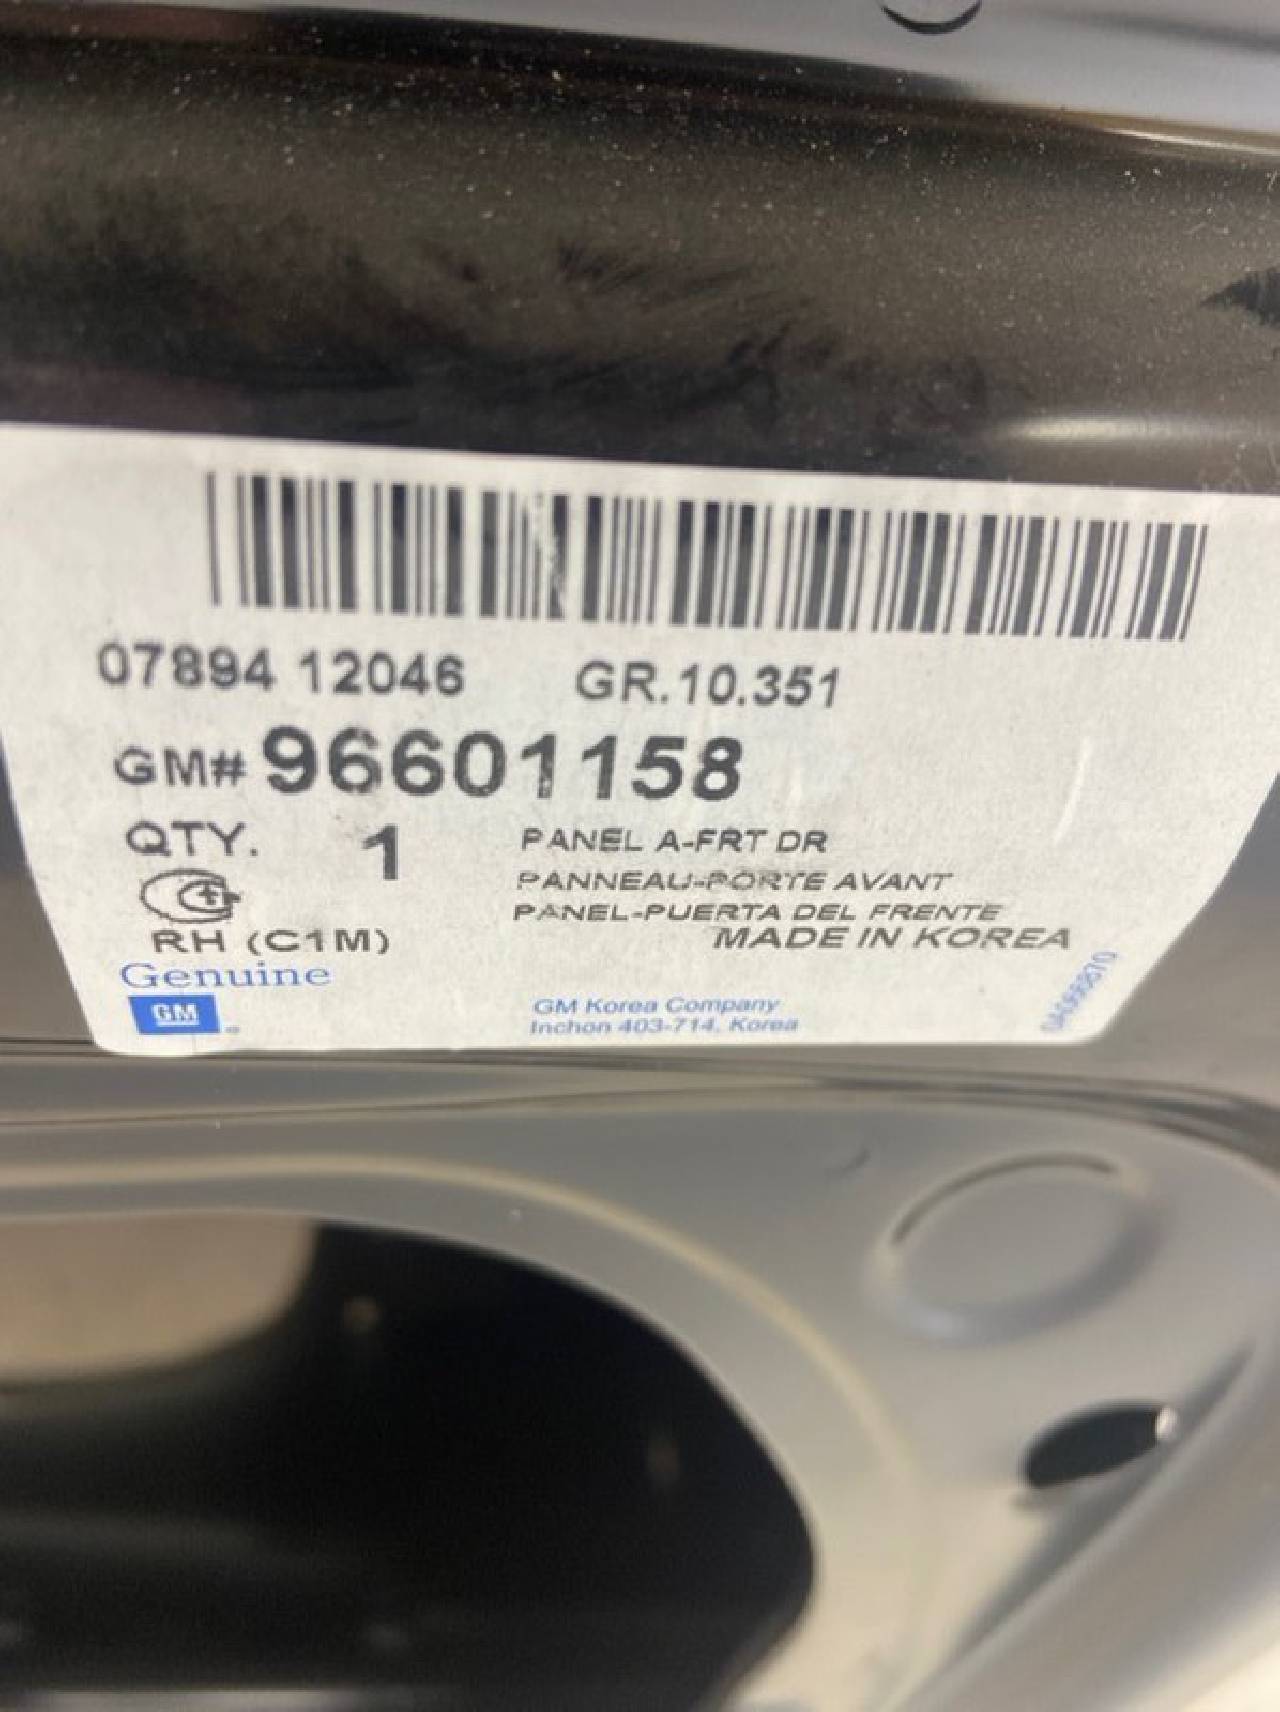 07894 12046 GR.10.351
GM# 96601158
QTY. 1 PANEL A-FRT DR
PANNEAU-PORTE AVANT
PANEL-PUERTA DEL FRENTE
RH (C1M) MADE IN KOREA
Genuine
GM
GM Korea Company
Inchon 403-714, Korea